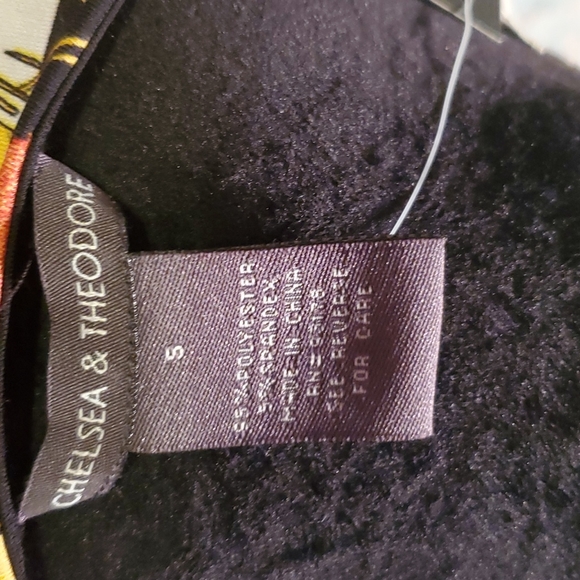 CHELSEA & THEODORE
S
95%POLYESTER
5%SPANDEX
MADE-IN-CHINA
SEE REVERSE
FOR CARE